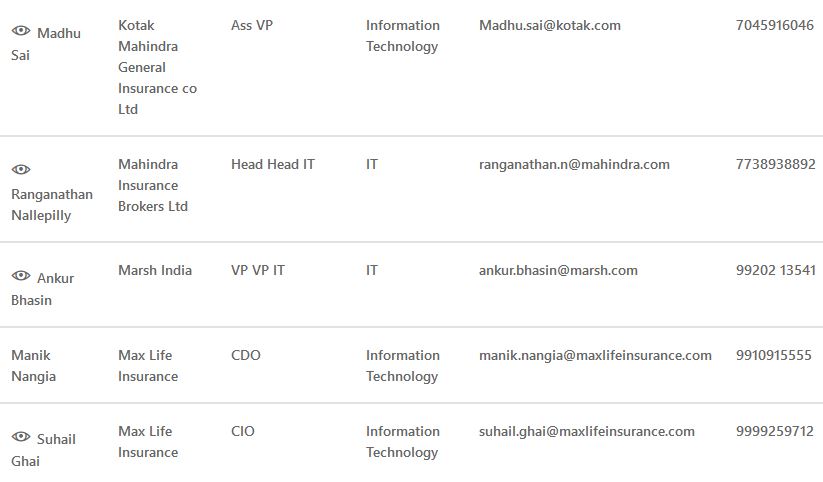 Madhu Sai Kotak Mahindra General Insurance co Ltd Ass VP Information Technology Madhu.sai@kotak.com 7045916046
Ranganathan Nallepilly Mahindra Insurance Brokers Ltd Head Head IT IT ranganathan.n@mahindra.com 7738938892
Ankur Bhasin Marsh India VP VP IT IT ankur.bhasin@marsh.com 99202 13541
Manik Nangia Max Life Insurance CDO Information Technology manik.nangia@maxlifeinsurance.com 9910915555
Suhail Ghai Max Life Insurance CIO Information Technology suhail.ghai@maxlifeinsurance.com 9999259712